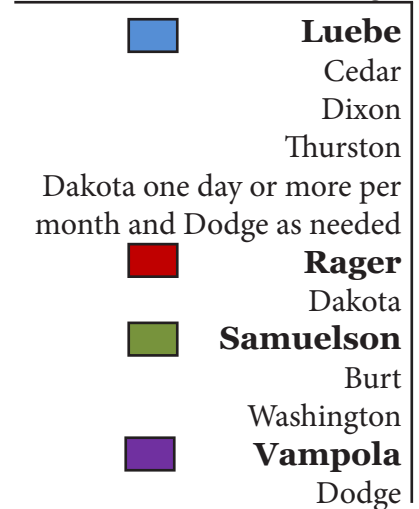 Luebe
Cedar
Dixon
Thurston
Dakota one day or more per
month and Dodge as needed
Rager
Dakota
Samuelson
Burt
Washington
Vampola
Dodge